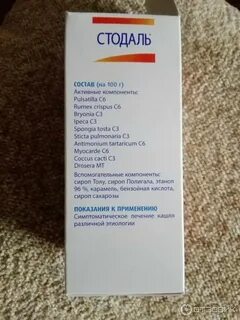 СТОДАЛЬ®
СОСТАВ (на 100 г)
Активные компоненты:
Pulsatilla C6
Rumex crispus C6
Bryonia C3
Ipeca C3
Spongia tosta C3
Sticta pulmonaria C3
Antimonium tartaricum C6
Myocarde C6
Coccus cacti C3
Drosera MT
Вспомогательные компоненты:
сироп Толу, сироп Полигала, этанол
96 %, карамель, бензойная кислота,
сироп сахарозы
ПОКАЗАНИЯ К ПРИМЕНЕНИЮ
Симптоматическое лечение кашля
различной этиологии